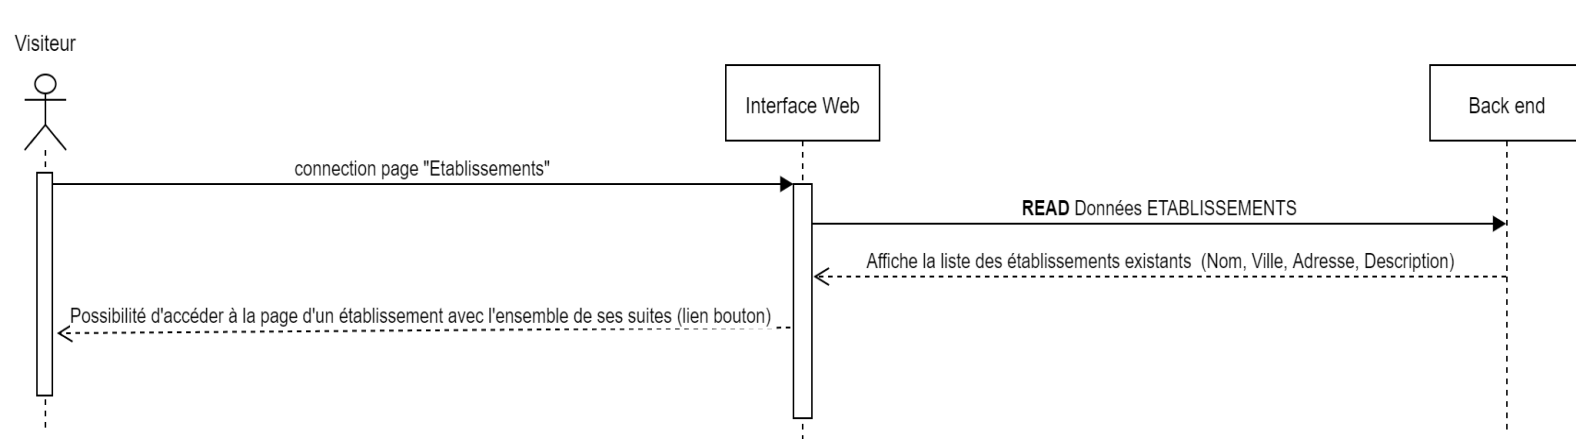 Visiteur
Interface Web
Back end
connection page "Etablissements"
READ Données ETABLISSEMENTS
Affiche la liste des établissements existants  (Nom, Ville, Adresse, Description)
Possibilité d'accéder à la page d'un établissement avec l'ensemble de ses suites (lien bouton)